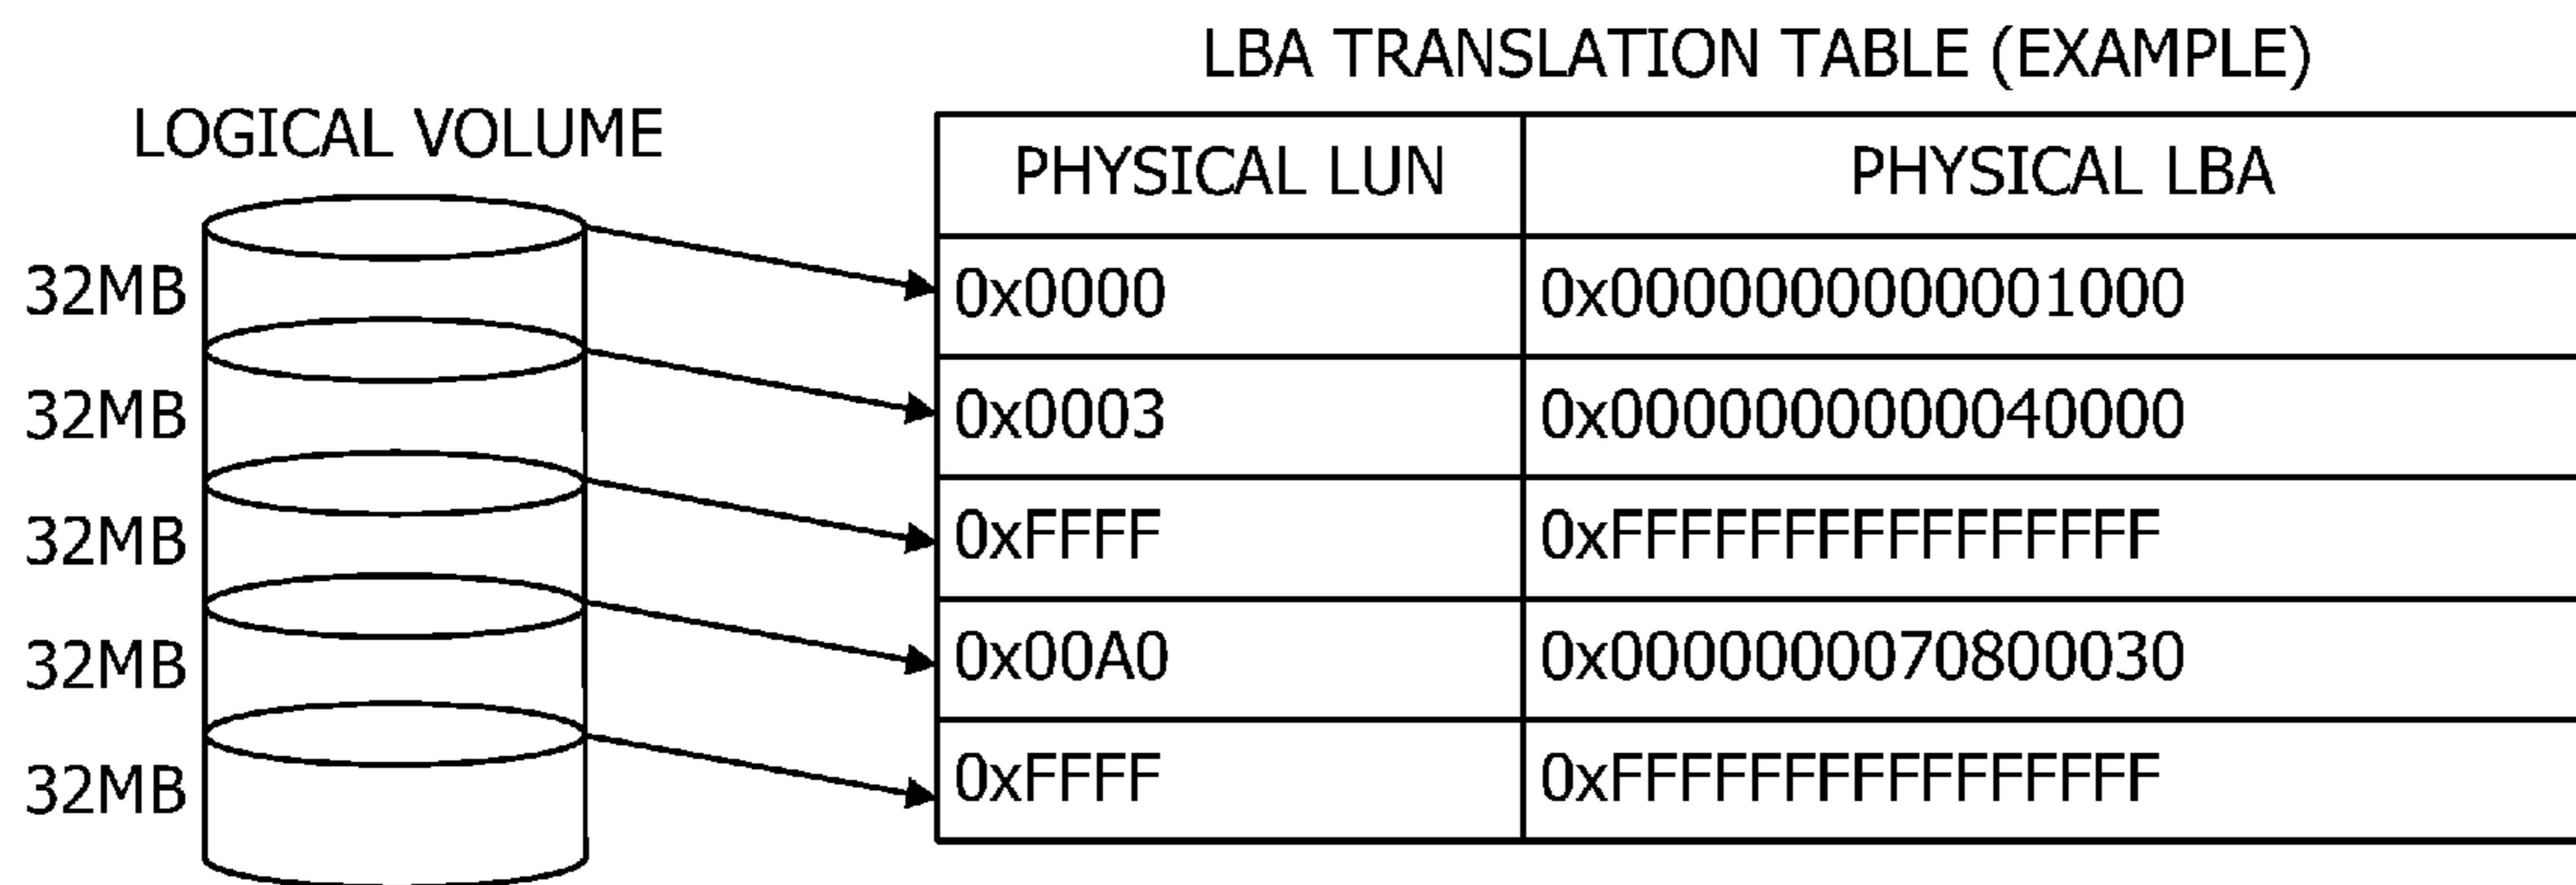 LBA TRANSLATION TABLE (EXAMPLE)
LOGICAL VOLUME
PHYSICAL LUN PHYSICAL LBA
32MB 0x0000 0x0000000000001000
32MB 0x0003 0x0000000000040000
32MB 0xFFFF 0xFFFFFFFFFFFFFFFF
32MB 0x00A0 0x0000000070800030
32MB 0xFFFF 0xFFFFFFFFFFFFFFFF